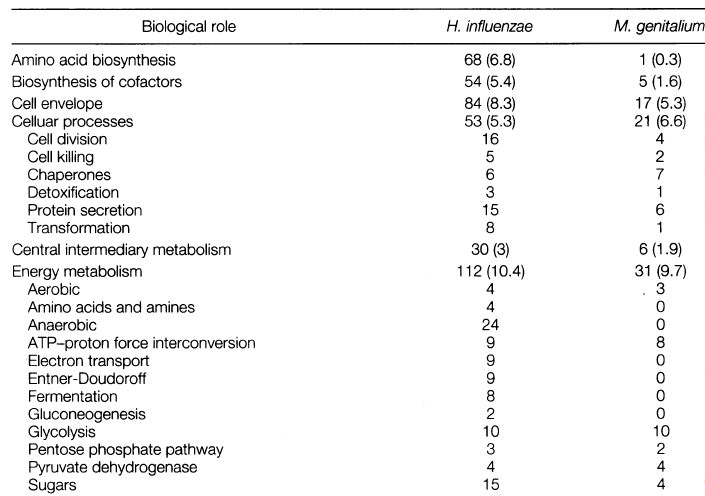 Biological role H. influenzae M. genitalium
Amino acid biosynthesis 68 (6.8) 1 (0.3)
Biosynthesis of cofactors 54 (5.4) 5 (1.6)
Cell envelope 84 (8.3) 17 (5.3)
Celluar processes 53 (5.3) 21 (6.6)
Cell division 16 4
Cell killing 5 2
Chaperones 6 7
Detoxification 3 1
Protein secretion 15 6
Transformation 8 1
Central intermediary metabolism 30 (3) 6 (1.9)
Energy metabolism 112 (10.4) 31 (9.7)
Aerobic 4 3
Amino acids and amines 4 0
Anaerobic 24 0
ATP–proton force interconversion 9 8
Electron transport 9 0
Entner-Doudoroff 9 0
Fermentation 8 0
Gluconeogenesis 2 0
Glycolysis 10 10
Pentose phosphate pathway 3 2
Pyruvate dehydrogenase 4 4
Sugars 15 4